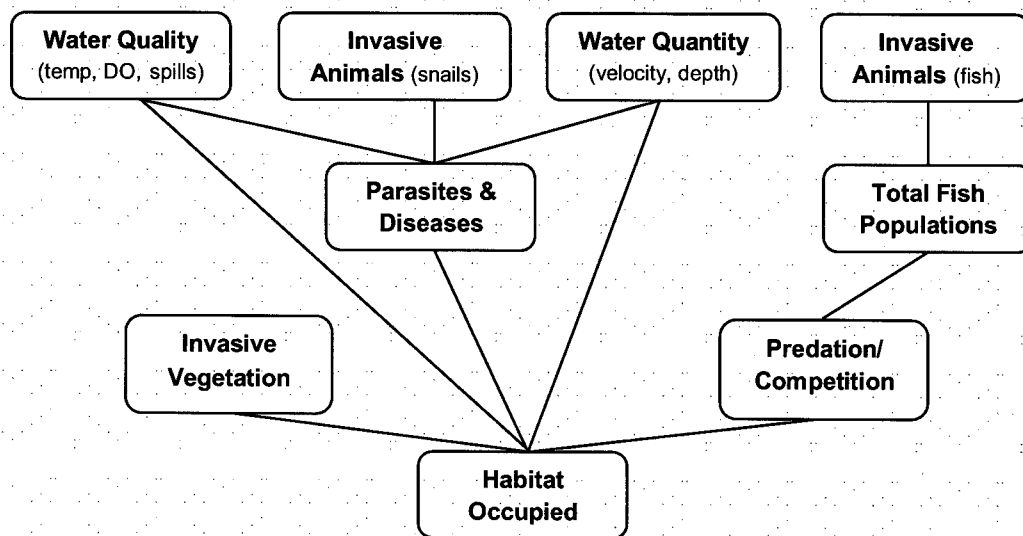 Water Quality
(temp, DO, spills)
Invasive
Animals (snails)
Water Quantity
(velocity, depth)
Invasive
Animals (fish)
Parasites &
Diseases
Total Fish
Populations
Invasive
Vegetation
Predation/
Competition
Habitat
Occupied